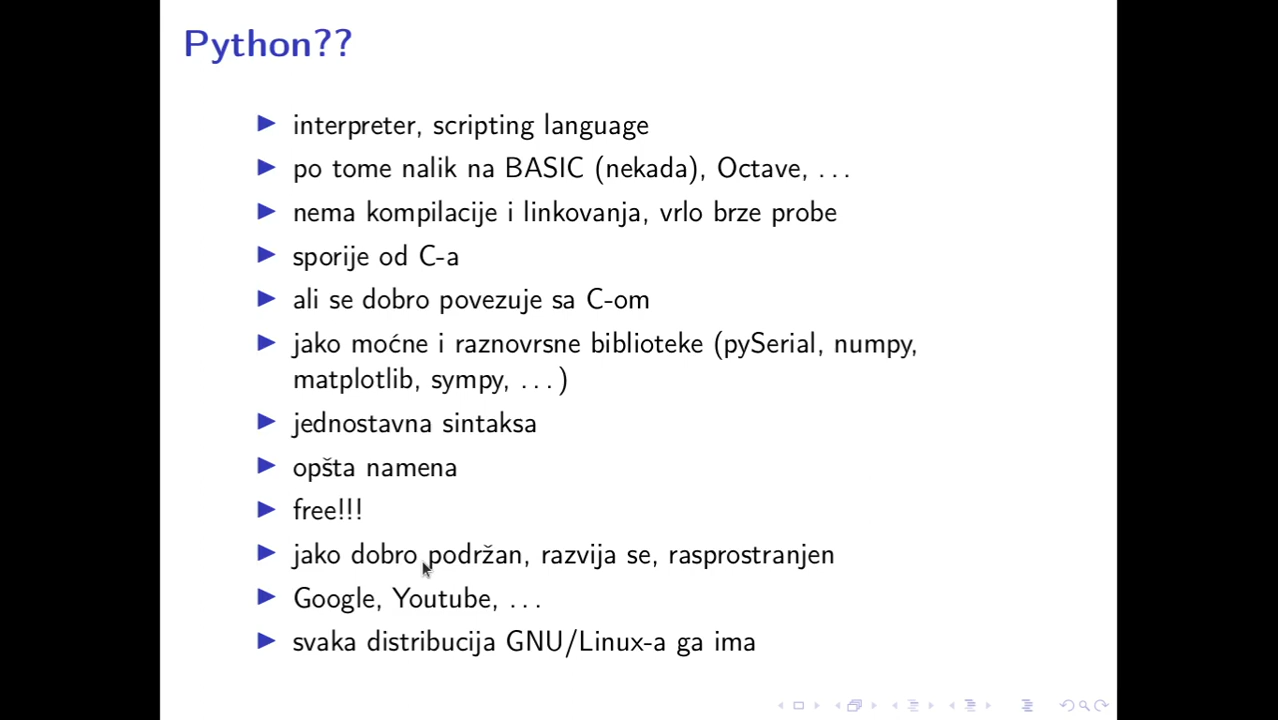 Python??
interpreter, scripting language
po tome nalik na BASIC (nekada), Octave, ...
nema kompilacije i linkovanja, vrlo brze probe
sporije od C-a
ali se dobro povezuje sa C-om
jako moćne i raznovrsne biblioteke (pySerial, numpy,
matplotlib, sympy, ...)
jednostavna sintaksa
opšta namena
free!!!
jako dobro podržan, razvija se, rasprostranjen
Google, Youtube, ...
svaka distribucija GNU/Linux-a ga ima